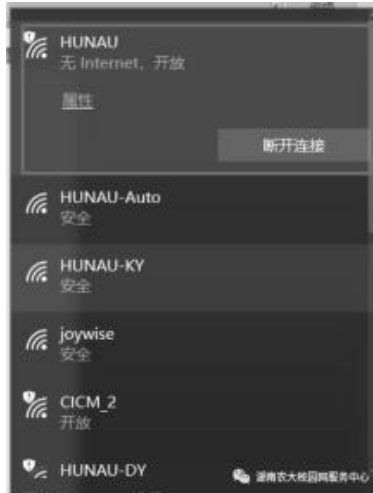 HUNAU
无 Internet，开放
属性
断开连接
HUNAU-Auto
安全
HUNAU-KY
安全
joywise
安全
CICM_2
开放
HUNAU-DY
湖南农大校园网服务中心